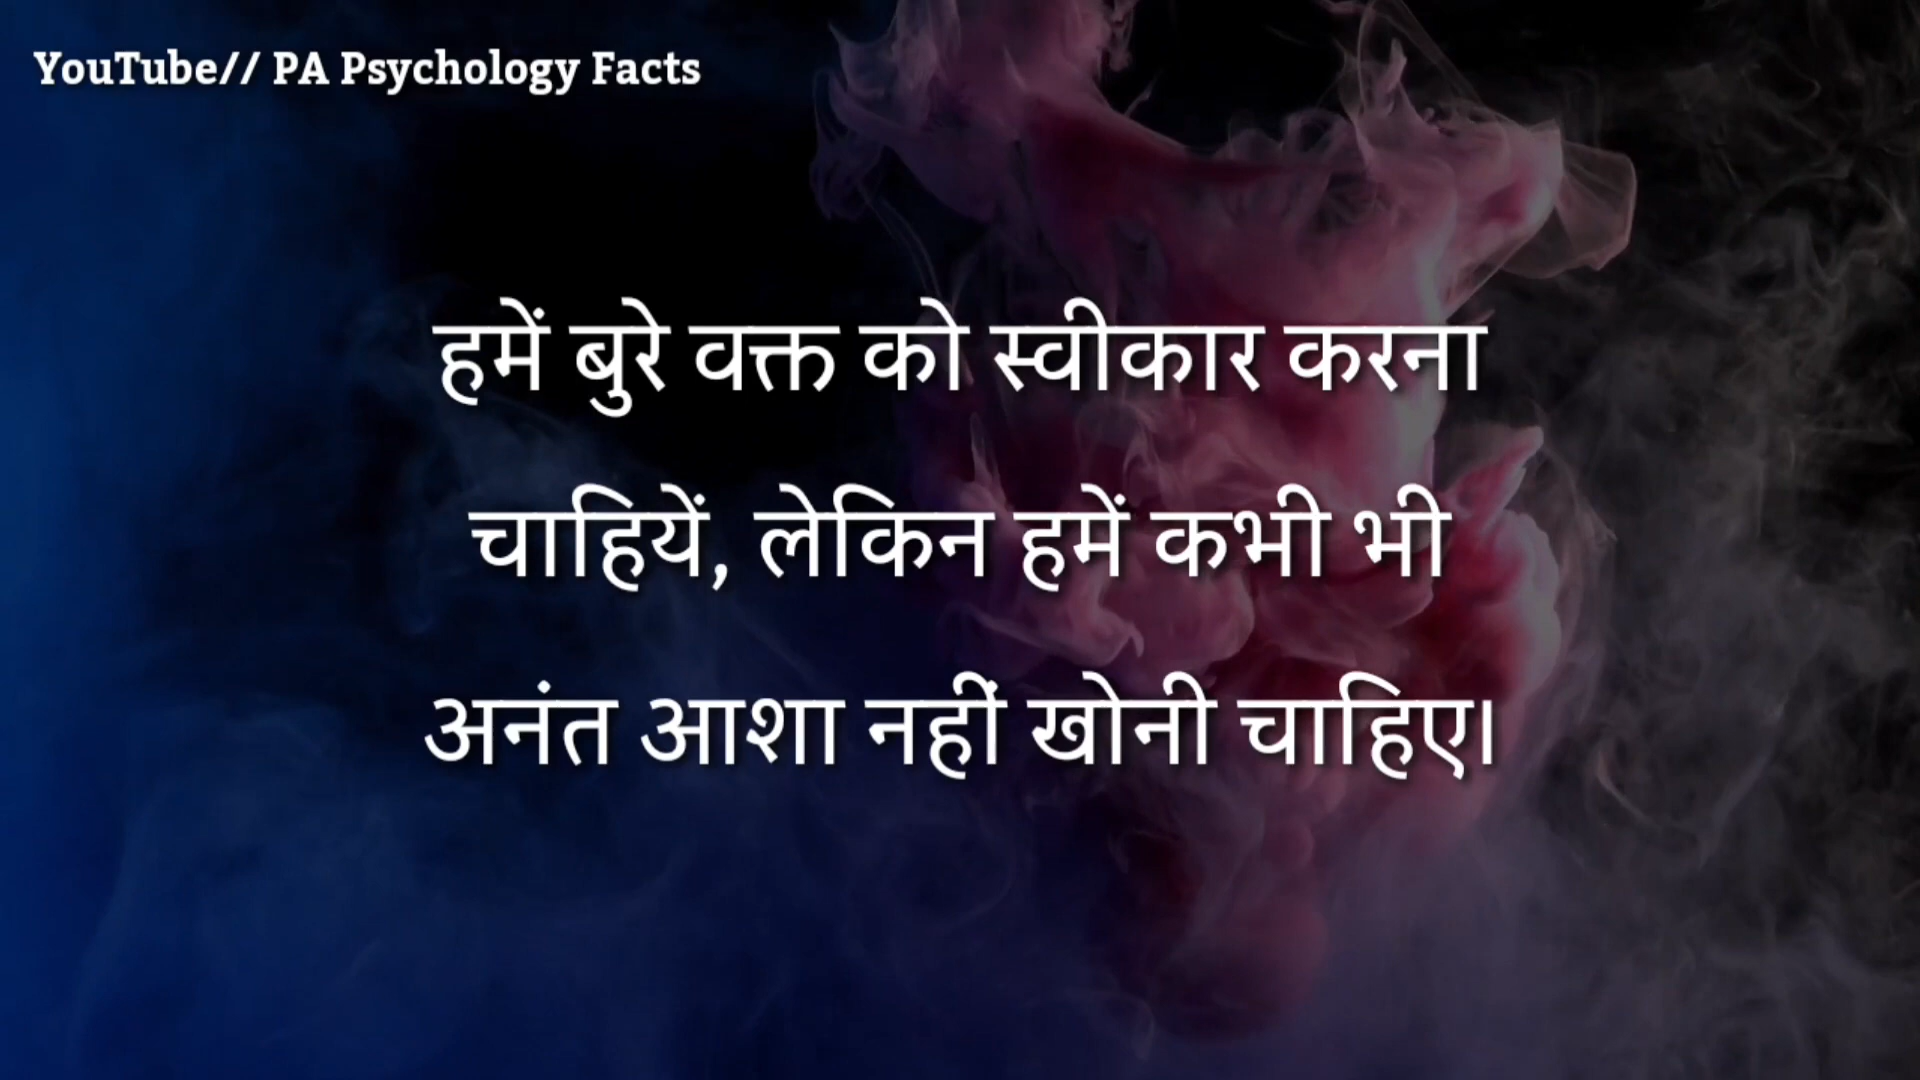 YouTube// PA Psychology Facts
हमें बुरे वक्त को स्वीकार करना
चाहियें, लेकिन हमें कभी भी
अनंत आशा नहीं खोनी चाहिए।